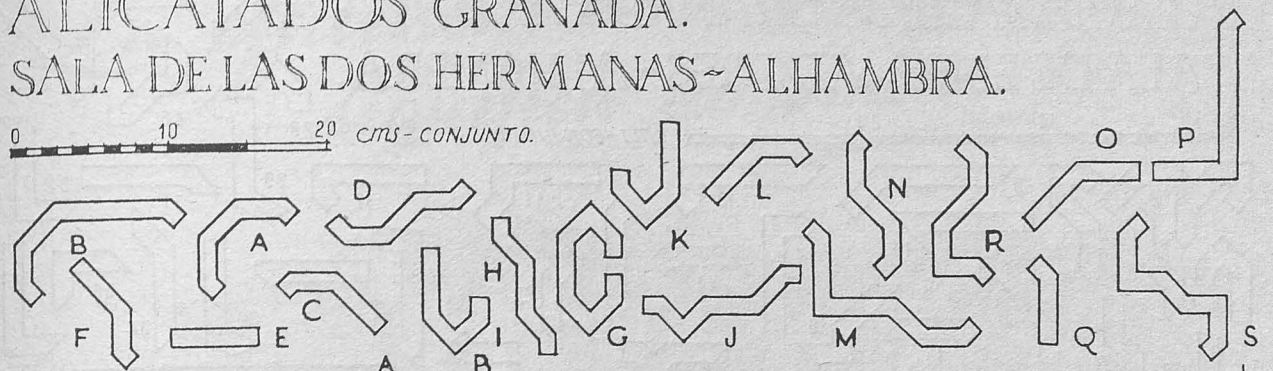 ALICATADOS GRANADA.
SALA DE LAS DOS HERMANAS~ALHAMBRA.
0 10 20 cms-CONJUNTO.
O P
D L N
B A K R
H
F C E I G J M Q S
A B